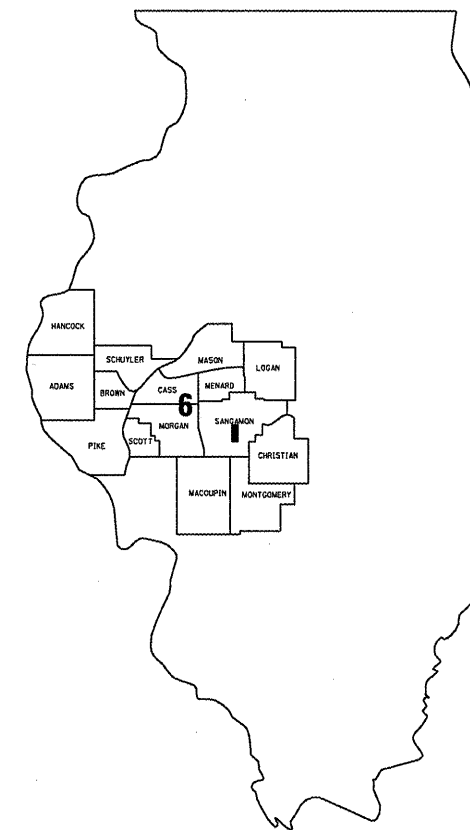 HANCOCK
MASON
SCHUYLER
LOGAN
ADAMS
BROWN
CASS
MENARD
6
MORGAN
SANGAMON
PIKE
SCOTT
CHRISTIAN
MACOUPIN
MONTGOMERY